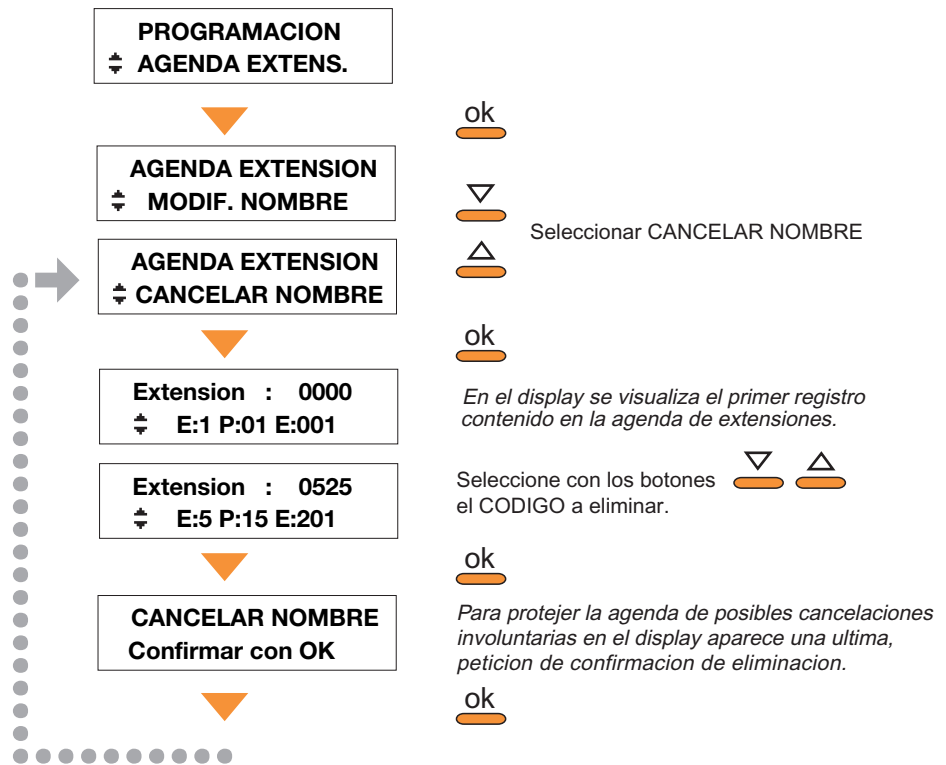 PROGRAMACION
AGENDA EXTENS.
ok
AGENDA EXTENSION
MODIF. NOMBRE
Seleccionar CANCELAR NOMBRE
AGENDA EXTENSION
CANCELAR NOMBRE
ok
Extension : 0000
E:1 P:01 E:001
En el display se visualiza el primer registro
contenido en la agenda de extensiones.
Extension : 0525
E:5 P:15 E:201
Seleccione con los botones
el CODIGO a eliminar.
ok
CANCELAR NOMBRE
Confirmar con OK
Para protejer la agenda de posibles cancelaciones
involuntarias en el display aparece una ultima,
peticion de confirmacion de eliminacion.
ok